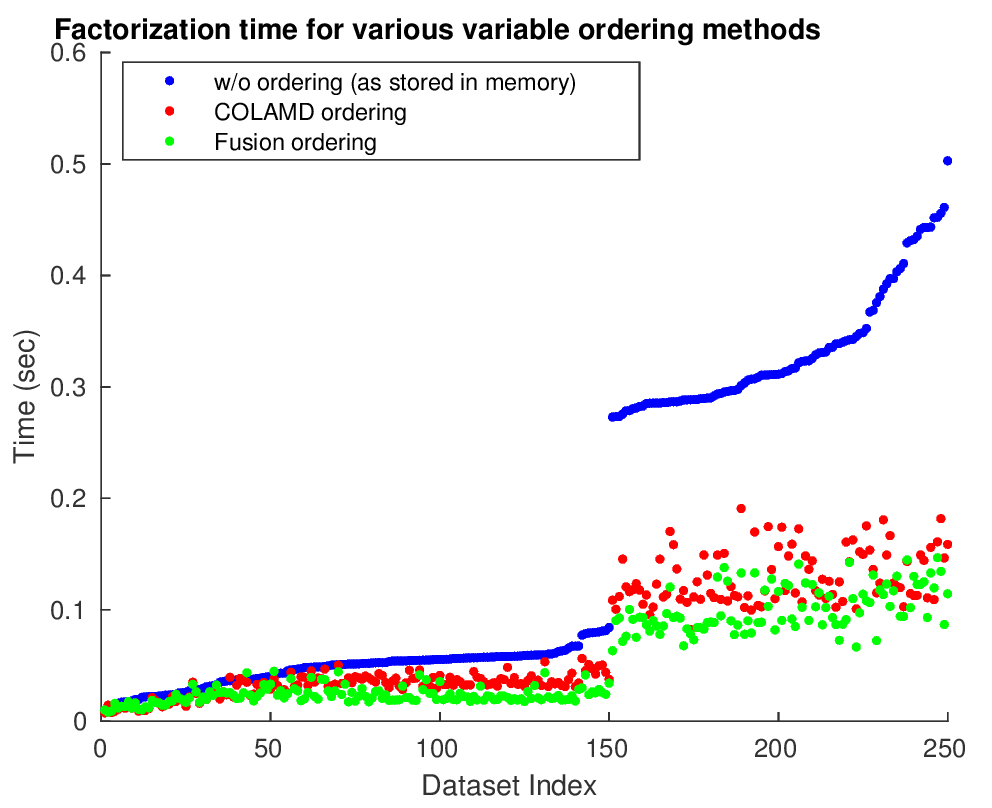 Factorization time for various variable ordering methods
0.6
w/o ordering (as stored in memory)
COLAMD ordering
Fusion ordering
0.5
0.4
0.3
0.2
0.1
0
Time (sec)
0 50 100 150 200 250
Dataset Index